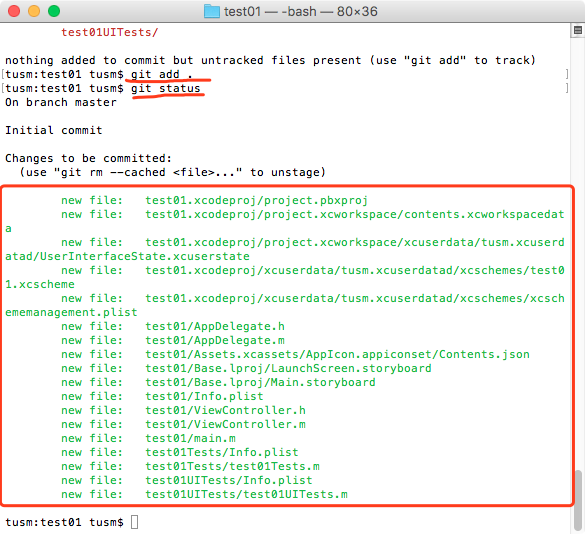 test01 — -bash — 80×36
test01UITests/
nothing added to commit but untracked files present (use "git add" to track)
[tusm:test01 tusm$ git add . ]
[tusm:test01 tusm$ git status ]
On branch master
Initial commit
Changes to be committed:
(use "git rm --cached <file>..." to unstage)
new file: test01.xcodeproj/project.pbxproj
new file: test01.xcodeproj/project.xcworkspace/contents.xcworkspacedat
a
new file: test01.xcodeproj/project.xcworkspace/xcuserdata/tusm.xcuserd
atad/UserInterfaceState.xcuserstate
new file: test01.xcodeproj/xcuserdata/tusm.xcuserdatad/xcschemes/test0
1.xcscheme
new file: test01.xcodeproj/xcuserdata/tusm.xcuserdatad/xcschemes/xcsch
ememanagement.plist
new file: test01/AppDelegate.h
new file: test01/AppDelegate.m
new file: test01/Assets.xcassets/AppIcon.appiconset/Contents.json
new file: test01/Base.lproj/LaunchScreen.storyboard
new file: test01/Base.lproj/Main.storyboard
new file: test01/Info.plist
new file: test01/ViewController.h
new file: test01/ViewController.m
new file: test01/main.m
new file: test01Tests/Info.plist
new file: test01Tests/test01Tests.m
new file: test01UITests/Info.plist
new file: test01UITests/test01UITests.m
tusm:test01 tusm$